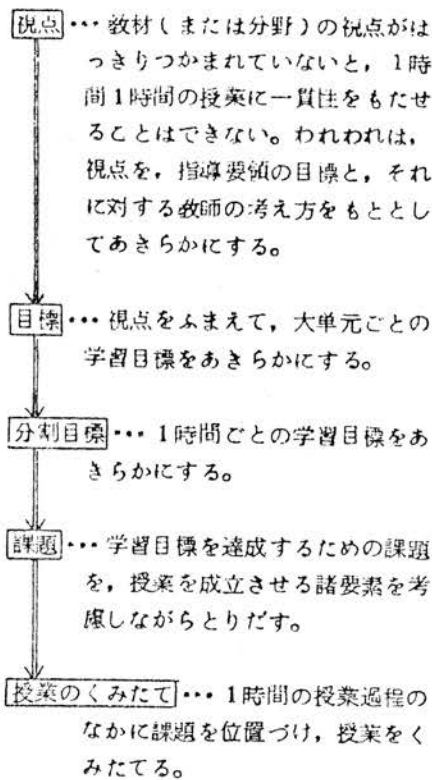 視点… 教材(または分野)の視点がは
っきりつかまれていないと，1時
間1時間の授業に一貫性をもたせ
ることはできない。われわれは，
視点を，指導要領の目標と，それ
に対する教師の考え方をもととし
であきらかにする。
目標… 視点をふまえて，大単元ごとの
学習目標をあきらかにする。
分割目標… 1時間ごとの学習目標をあ
きらかにする。
課題… 学習目標を達成するための課題
を，授業を成立させる諸要素を考
慮しながらとりだす。
授業のくみたて… 1時間の授業過程の
なかに課題を位置づけ，授業をく
みたてる。